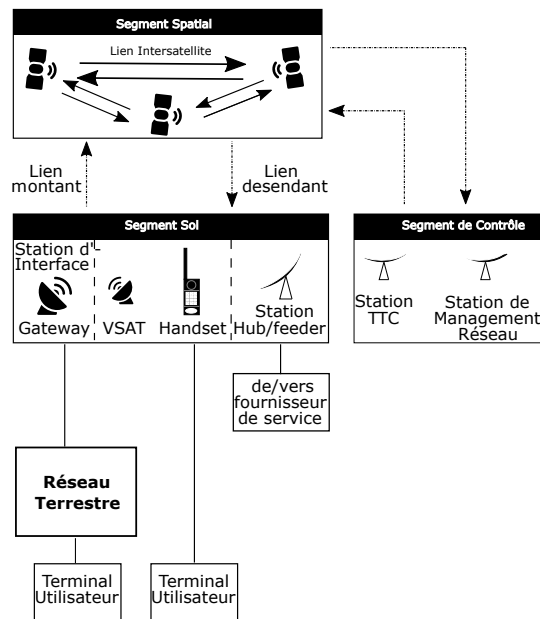 Segment Spatial
Lien Intersatellite
Lien
montant
Lien
desendant
Segment Sol
Station d'-
Interface
Gateway
VSAT
Handset
Station
Hub/feeder
Segment de Contrôle
Station
TTC
Station de
Management
Réseau
de/vers
fournisseur
de service
Réseau
Terrestre
Terminal
Utilisateur
Terminal
Utilisateur